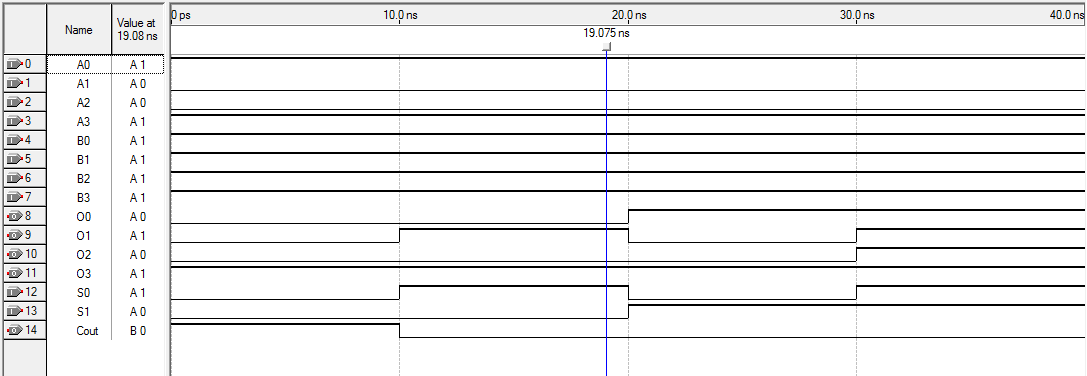 0 ps 10.0 ns 20.0 ns 30.0 ns 40.0 ns
Name Value at 19.08 ns
19.075 ns
0 A0 A 1
1 A1 A 0
2 A2 A 0
3 A3 A 1
4 B0 A 1
5 B1 A 1
6 B2 A 1
7 B3 A 1
8 O0 A 0
9 O1 A 1
10 O2 A 0
11 O3 A 1
12 S0 A 1
13 S1 A 0
14 Cout B 0